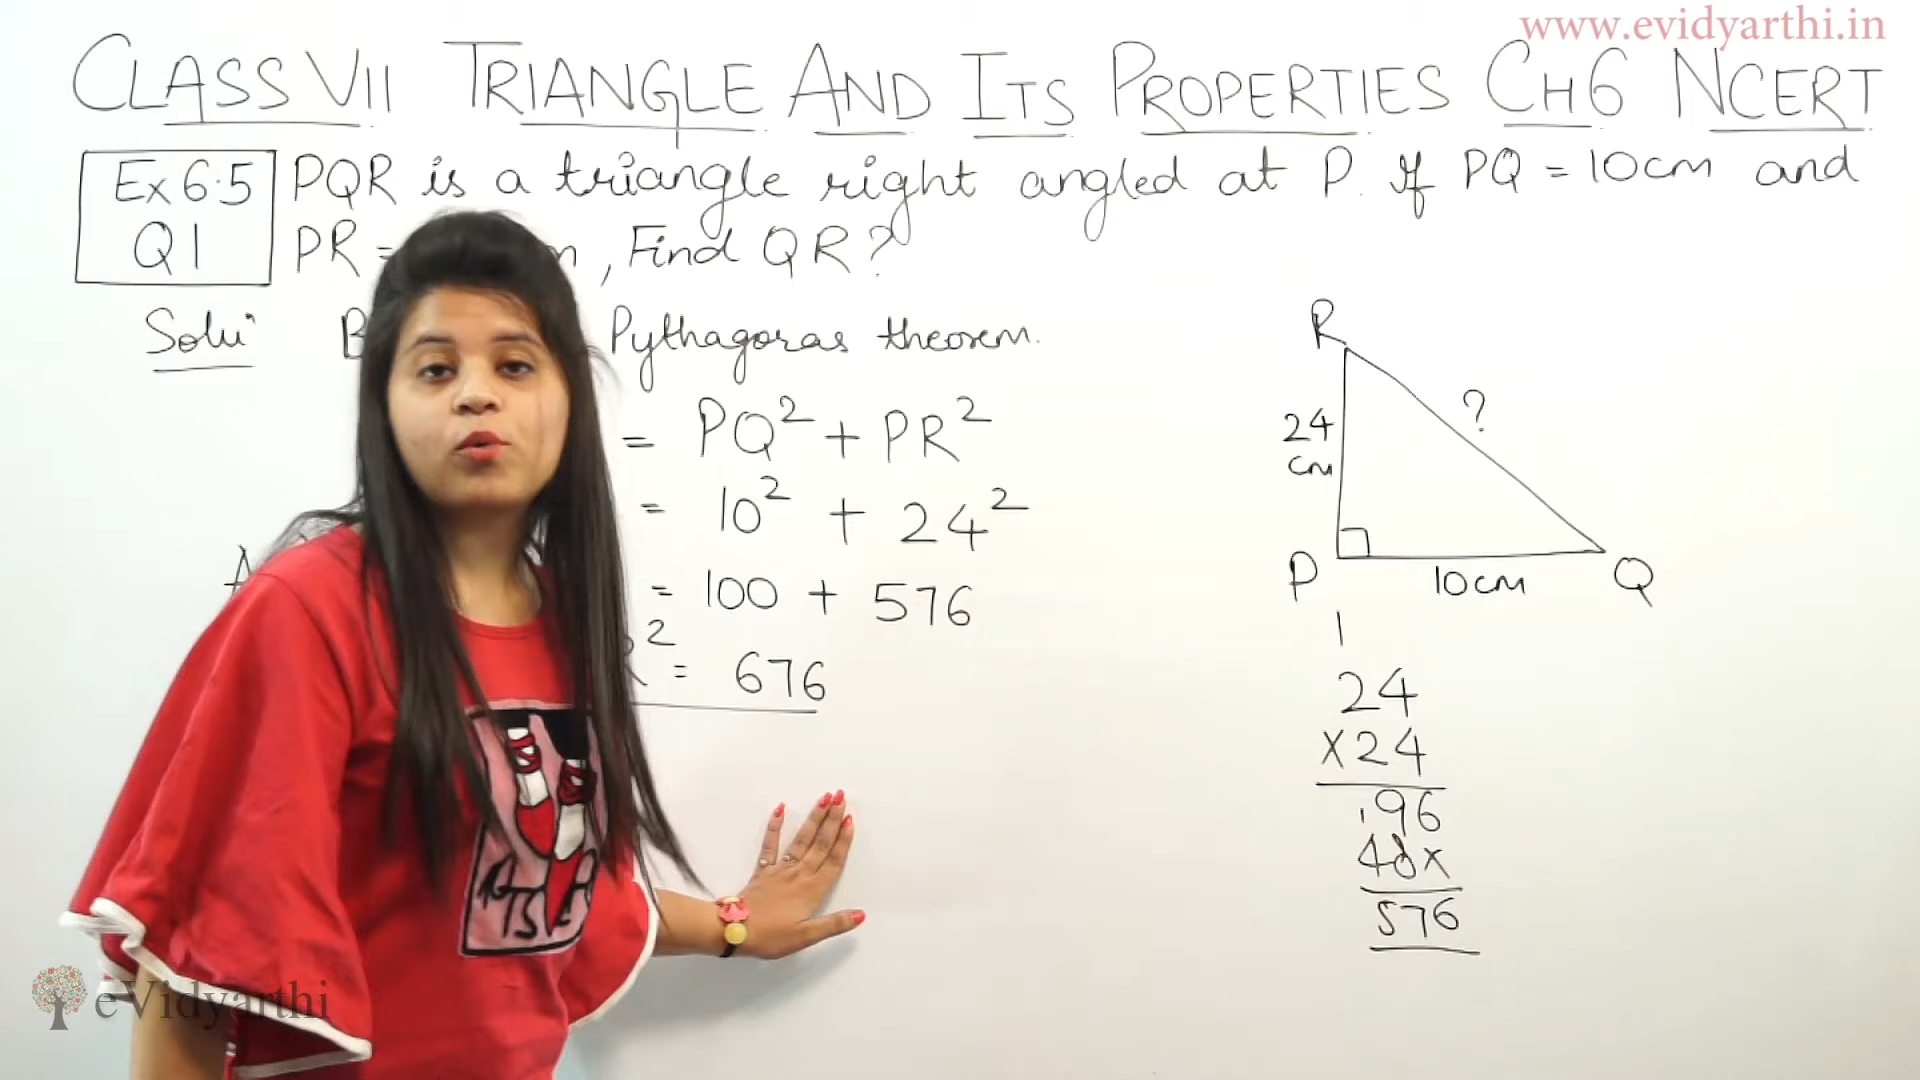 www.evidyarthi.in
CLASS VII TRIANGLE AND ITS PROPERTIES CH6 NCERT
Ex 6.5
Q1
PQR is a triangle right angled at P. If PQ = 10cm and
PR = , Find QR?
Soln: Pythagoras theorem.
= PQ² + PR²
= 10² + 24²
= 100 + 576
² = 676
R
24
cm
?
P
10cm
Q
1
24
X24
96
48x
576
eVidyarthi